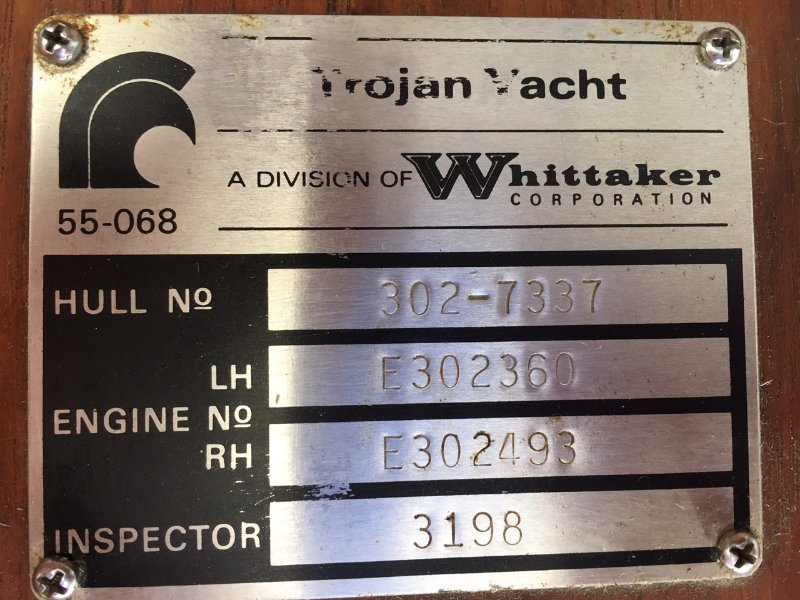 Trojan Yacht
A DIVISION OF Whittaker
CORPORATION
55-068
HULL Nº 302-7337
LH E302360
ENGINE Nº
RH E302493
INSPECTOR 3198